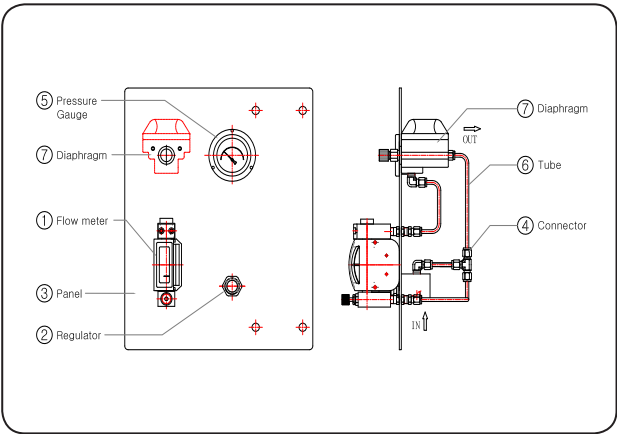 ⑤ Pressure
Gauge
⑦ Diaphragm
① Flow meter
③ Panel
② Regulator
⑦ Diaphragm
OUT
⑥ Tube
④ Connector
IN